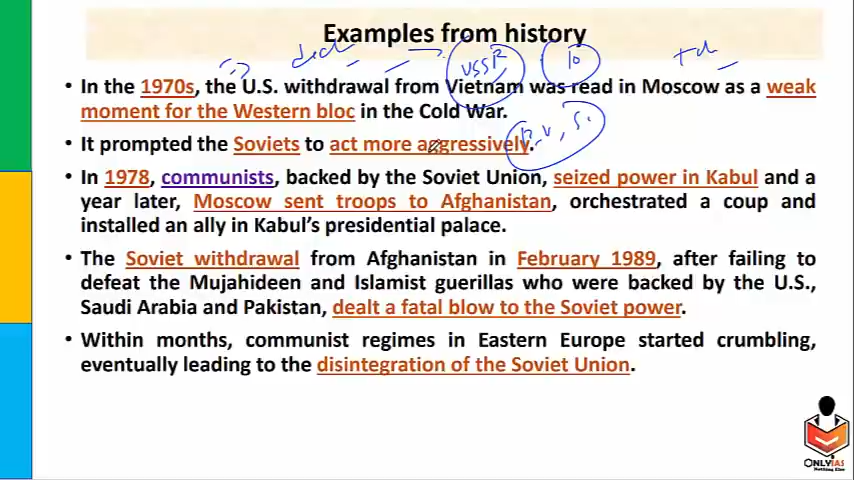 Examples from history
USSR
10
• In the 1970s, the U.S. withdrawal from Vietnam was read in Moscow as a weak
moment for the Western bloc in the Cold War.
• It prompted the Soviets to act more aggressively.
• In 1978, communists, backed by the Soviet Union, seized power in Kabul and a
year later, Moscow sent troops to Afghanistan, orchestrated a coup and
installed an ally in Kabul's presidential palace.
• The Soviet withdrawal from Afghanistan in February 1989, after failing to
defeat the Mujahideen and Islamist guerillas who were backed by the U.S.,
Saudi Arabia and Pakistan, dealt a fatal blow to the Soviet power.
• Within months, communist regimes in Eastern Europe started crumbling,
eventually leading to the disintegration of the Soviet Union.
ONLYIAS
Nothing Else